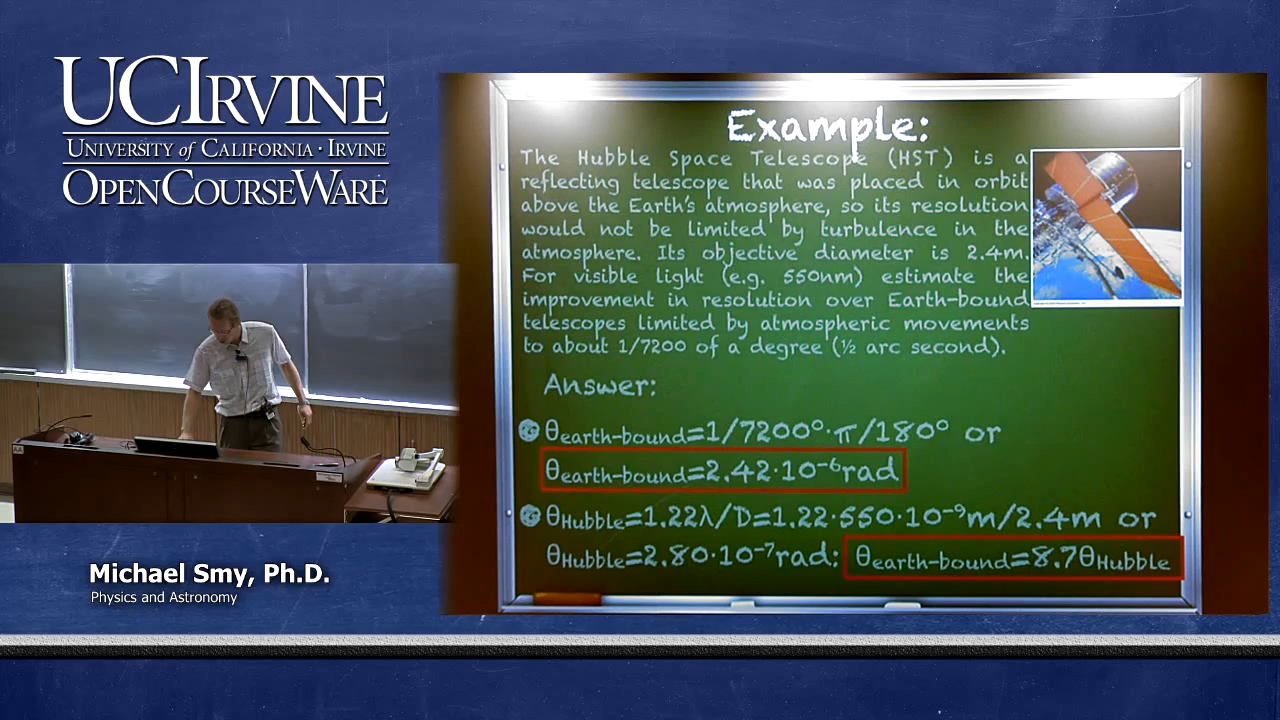 UCIRVINE
UNIVERSITY of CALIFORNIA · IRVINE
OPENCOURSEWARE
Michael Smy, Ph.D.
Physics and Astronomy
Example:
The Hubble Space Telescope (HST) is a
reflecting telescope that was placed in orbit
above the Earth's atmosphere, so its resolution
would not be limited by turbulence in the
atmosphere. Its objective diameter is 2.4m.
For visible light (e.g. 550nm) estimate the
improvement in resolution over Earth-bound
telescopes limited by atmospheric movements
to about 1/7200 of a degree (½ arc second).
Answer:
θearth-bound=1/7200°·π/180° or
θearth-bound=2.42·10⁻⁶rad
θHubble=1.22λ/D=1.22·550·10⁻⁹m/2.4m or
θHubble=2.80·10⁻⁷rad: θearth-bound=8.7θHubble